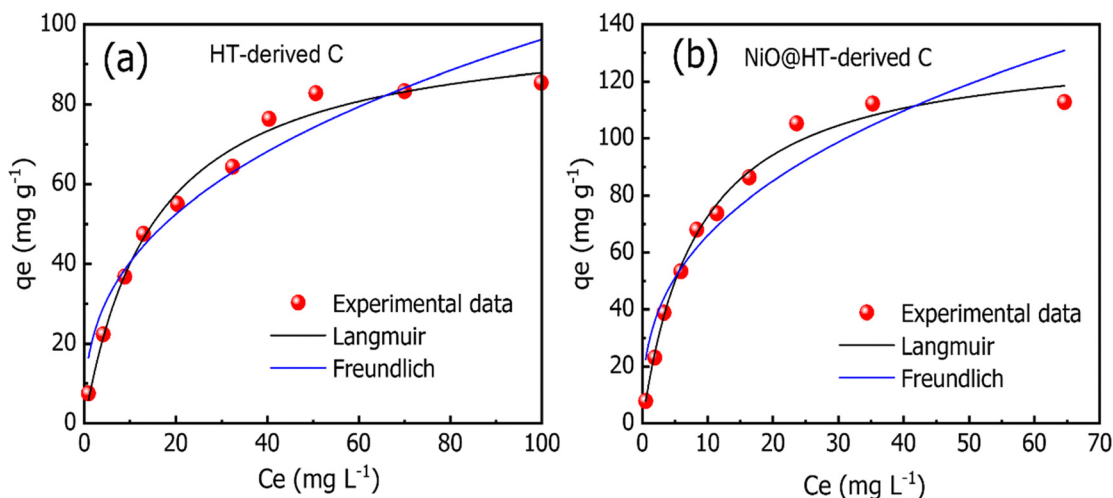 (a)
HT-derived C
Experimental data
Langmuir
Freundlich
qe (mg g⁻¹)
100
80
60
40
20
0
0 20 40 60 80 100
Ce (mg L⁻¹)
(b)
NiO@HT-derived C
Experimental data
Langmuir
Freundlich
qe (mg g⁻¹)
140
120
100
80
60
40
20
0
0 10 20 30 40 50 60 70
Ce (mg L⁻¹)